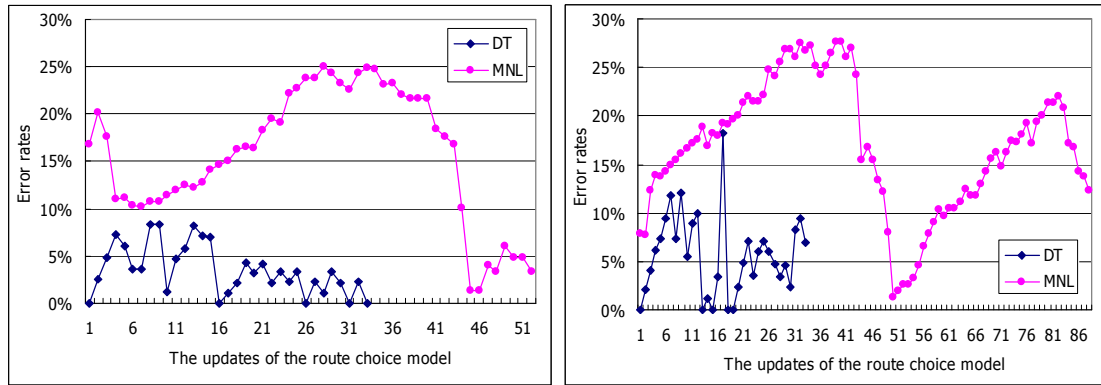 30%
25%
20%
15%
10%
5%
0%
Error rates
DT
MNL
1 6 11 16 21 26 31 36 41 46 51
The updates of the route choice model
30%
25%
20%
15%
10%
5%
0%
Error rates
DT
MNL
1 6 11 16 21 26 31 36 41 46 51 56 61 66 71 76 81 86
The updates of the route choice model